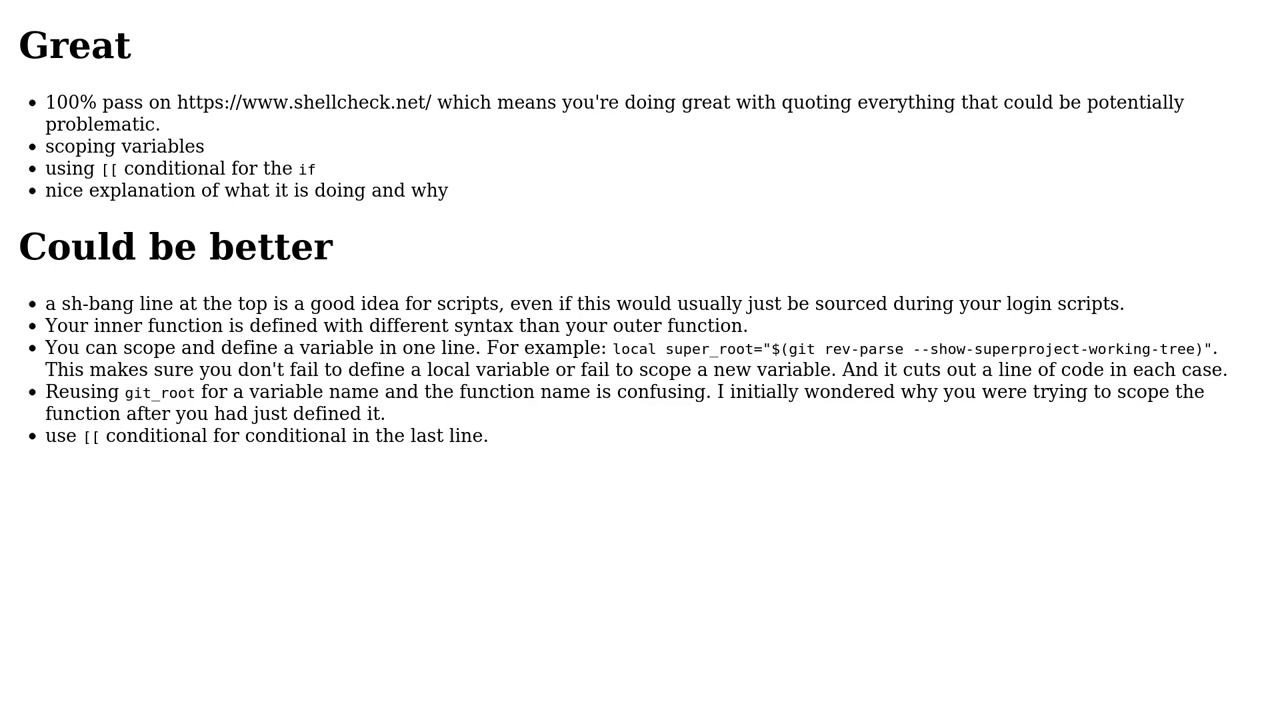 Great
100% pass on https://www.shellcheck.net/ which means you're doing great with quoting everything that could be potentially
problematic.
scoping variables
using [[ conditional for the if
nice explanation of what it is doing and why
Could be better
a sh-bang line at the top is a good idea for scripts, even if this would usually just be sourced during your login scripts.
Your inner function is defined with different syntax than your outer function.
You can scope and define a variable in one line. For example: local super_root="$(git rev-parse --show-superproject-working-tree)".
This makes sure you don't fail to define a local variable or fail to scope a new variable. And it cuts out a line of code in each case.
Reusing git_root for a variable name and the function name is confusing. I initially wondered why you were trying to scope the
function after you had just defined it.
use [[ conditional for conditional in the last line.